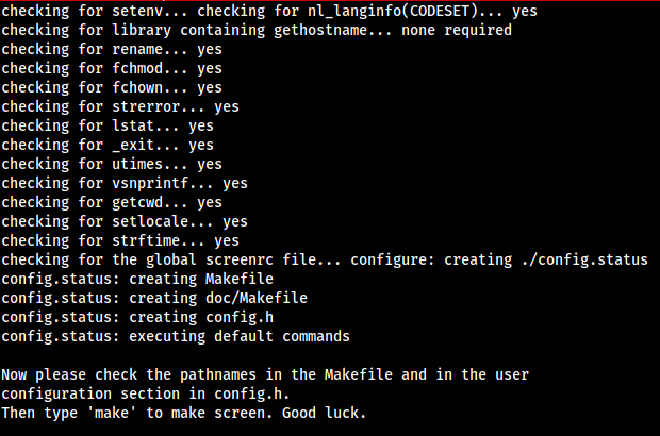 checking for setenv... checking for nl_langinfo(CODESET)... yes
checking for library containing gethostname... none required
checking for rename... yes
checking for fchmod... yes
checking for fchown... yes
checking for strerror... yes
checking for lstat... yes
checking for _exit... yes
checking for utimes... yes
checking for vsnprintf... yes
checking for getcwd... yes
checking for setlocale... yes
checking for strftime... yes
checking for the global screenrc file... configure: creating ./config.status
config.status: creating Makefile
config.status: creating doc/Makefile
config.status: creating config.h
config.status: executing default commands

Now please check the pathnames in the Makefile and in the user
configuration section in config.h.
Then type 'make' to make screen. Good luck.